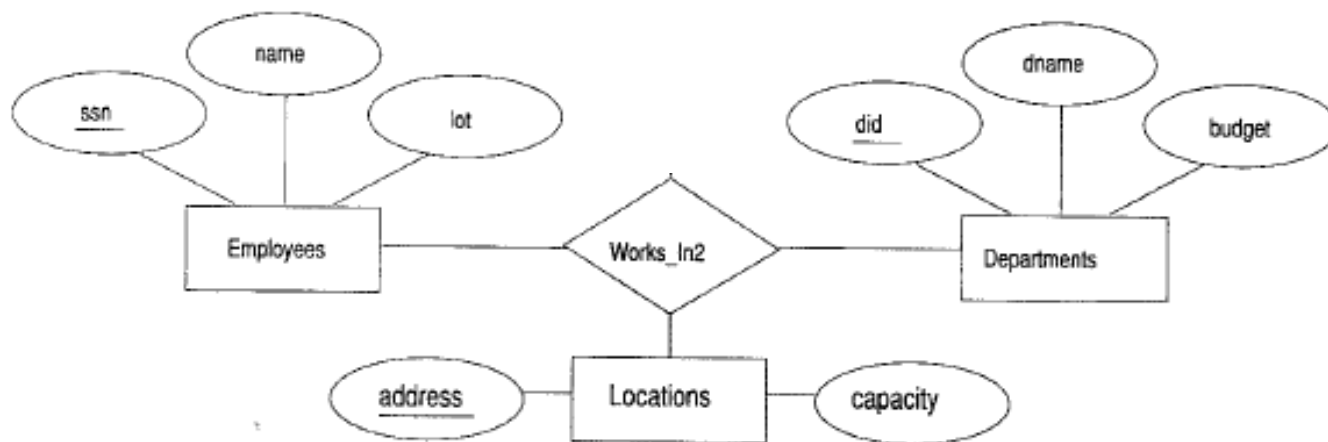 name
ssn
lot
dname
did
budget
Employees
Works_In2
Departments
address
Locations
capacity